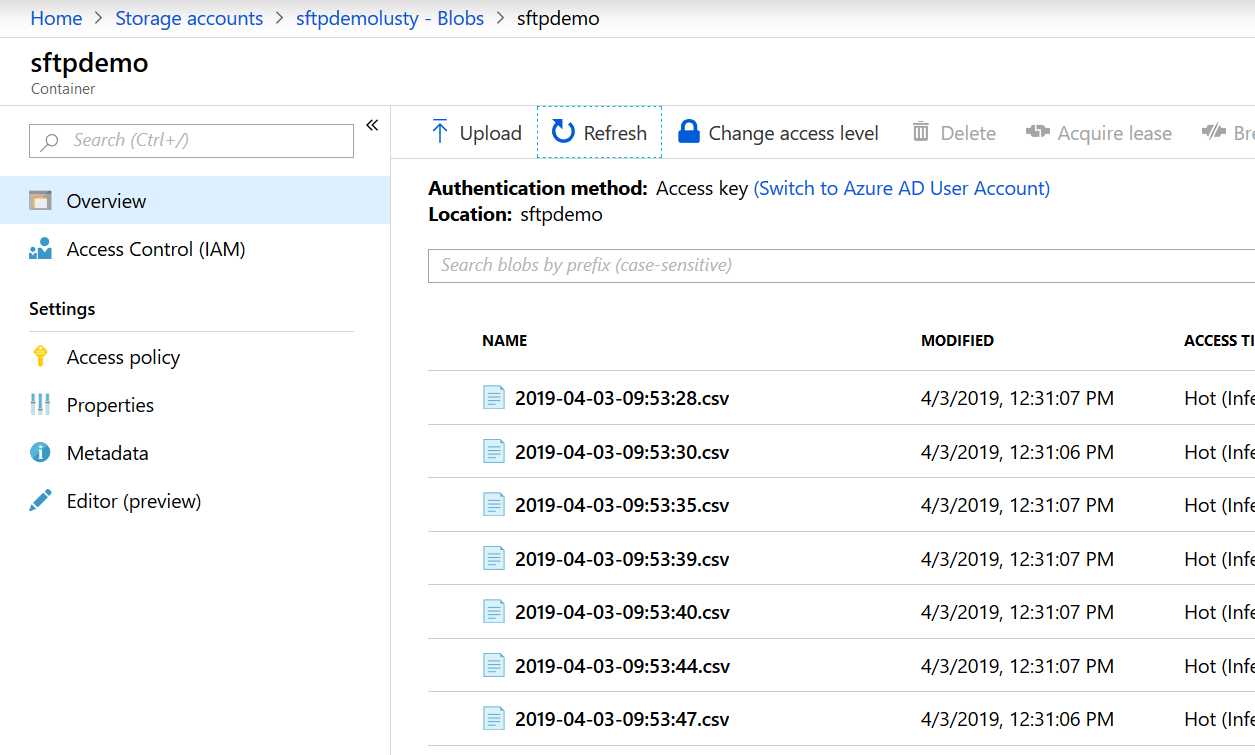 Home > Storage accounts > sftpdemolusty - Blobs > sftpdemo
sftpdemo
Container
Search (Ctrl+/)
«
Overview
Access Control (IAM)
Settings
Access policy
Properties
Metadata
Editor (preview)
Upload Refresh Change access level Delete Acquire lease Bre
Authentication method: Access key (Switch to Azure AD User Account)
Location: sftpdemo
Search blobs by prefix (case-sensitive)
NAME MODIFIED ACCESS TI
2019-04-03-09:53:28.csv 4/3/2019, 12:31:07 PM Hot (Infe
2019-04-03-09:53:30.csv 4/3/2019, 12:31:06 PM Hot (Infe
2019-04-03-09:53:35.csv 4/3/2019, 12:31:07 PM Hot (Infe
2019-04-03-09:53:39.csv 4/3/2019, 12:31:07 PM Hot (Infe
2019-04-03-09:53:40.csv 4/3/2019, 12:31:07 PM Hot (Infe
2019-04-03-09:53:44.csv 4/3/2019, 12:31:07 PM Hot (Infe
2019-04-03-09:53:47.csv 4/3/2019, 12:31:06 PM Hot (Infe